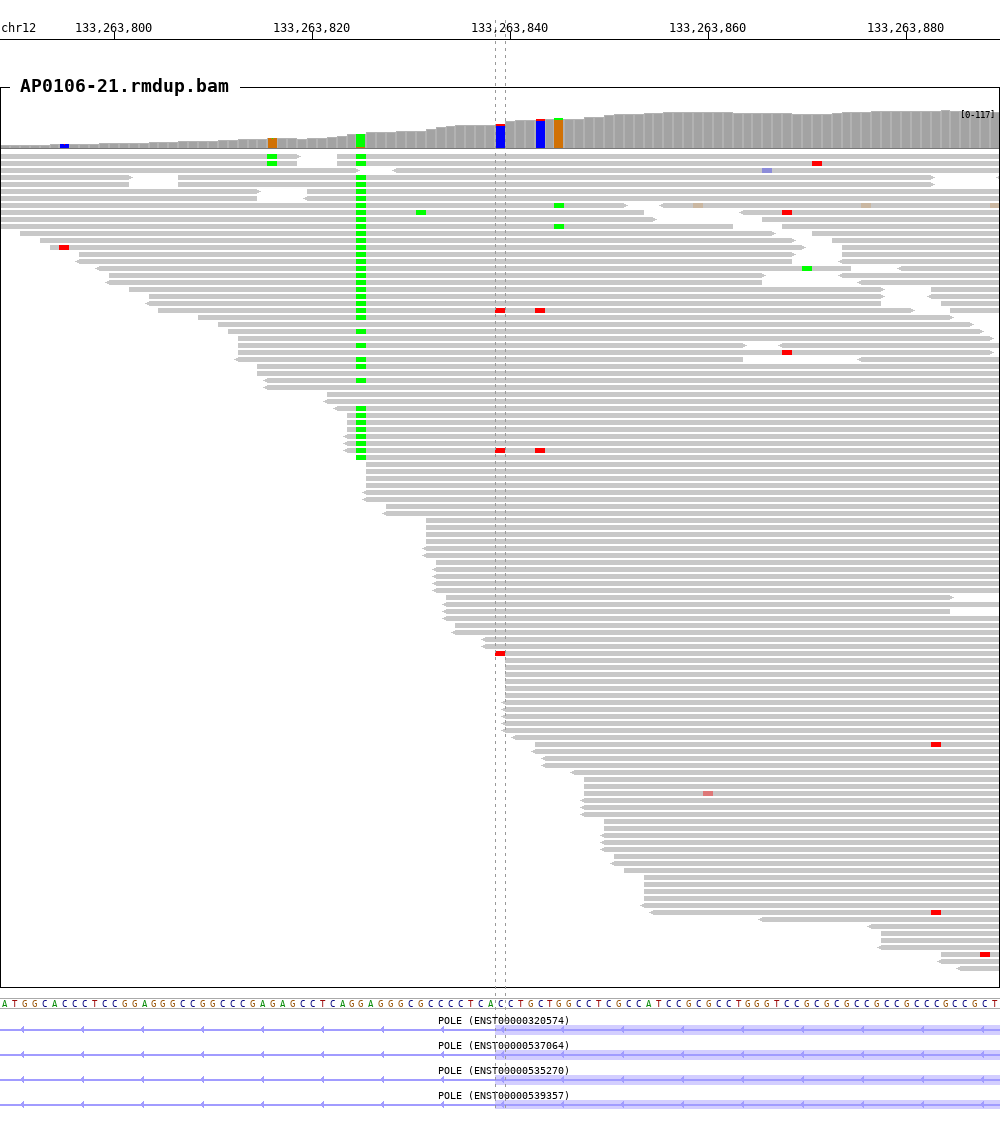 chr12 133,263,800 133,263,820 133,263,840 133,263,860 133,263,880
AP0106-21.rmdup.bam
[0-117]
ATGGCACCCTCCGGAGGGCCGGCCCGAGAGCCTCAGGAGGGCGCCCCTCACCTGCTGGCCTCGCCATCCGCGCCTGGGTCCGCGCGCCGCCGCCCGCCGCT
POLE (ENST00000320574)
POLE (ENST00000537064)
POLE (ENST00000535270)
POLE (ENST00000539357)